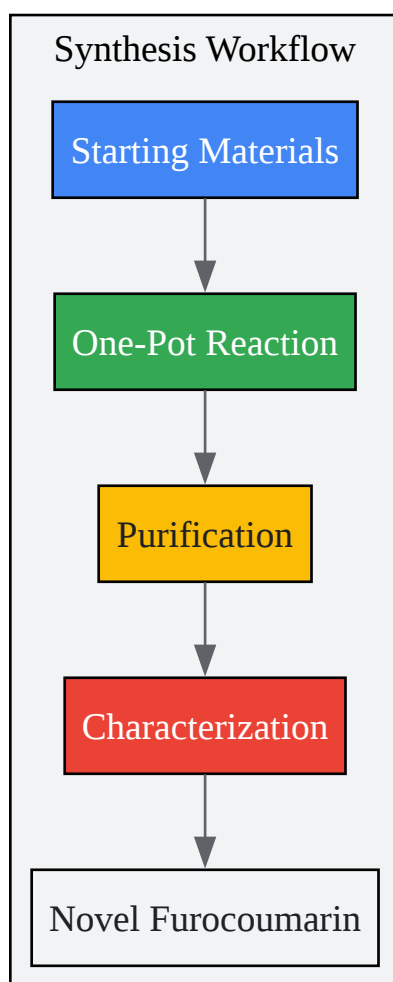 Synthesis Workflow
Starting Materials
One-Pot Reaction
Purification
Characterization
Novel Furocoumarin